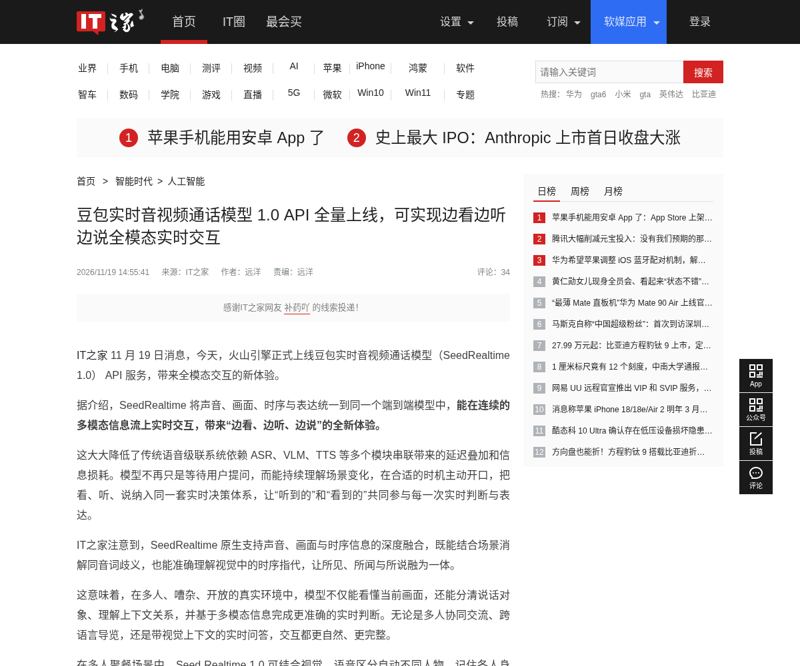 IT之家
首页 IT圈 最会买 设置 投稿 订阅 软媒应用 登录
业界 手机 电脑 测评 视频 AI 苹果 iPhone 鸿蒙 软件
智车 数码 学院 游戏 直播 5G 微软 Win10 Win11 专题
请输入关键词 搜索
热搜: 华为 gta6 小米 gta 英伟达 比亚迪
1 苹果手机能用安卓 App 了 2 史上最大 IPO：Anthropic 上市首日收盘大涨
首页 > 智能时代 > 人工智能
豆包实时音视频通话模型 1.0 API 全量上线，可实现边看边听
边说全模态实时交互
2026/11/19 14:55:41 来源：IT之家 作者：远洋 责编：远洋 评论：34
感谢IT之家网友 补药吖 的线索投递！
IT之家 11 月 19 日消息，今天，火山引擎正式上线豆包实时音视频通话模型（SeedRealtime
1.0） API 服务，带来全模态交互的新体验。
据介绍，SeedRealtime 将声音、画面、时序与表达统一到同一个端到端模型中，能在连续的
多模态信息流上实时交互，带来“边看、边听、边说”的全新体验。
这大大降低了传统语音级联系统依赖 ASR、VLM、TTS 等多个模块串联带来的延迟叠加和信
息损耗。模型不再只是等待用户提问，而能持续理解场景变化，在合适的时机主动开口，把
看、听、说纳入同一套实时决策体系，让“听到的”和“看到的”共同参与每一次实时判断与表
达。
IT之家注意到，SeedRealtime 原生支持声音、画面与时序信息的深度融合，既能结合场景消
解同音词歧义，也能准确理解视觉中的时序指代，让所见、所闻与所说融为一体。
这意味着，在多人、嘈杂、开放的真实环境中，模型不仅能看懂当前画面，还能分清说话对
象、理解上下文关系，并基于多模态信息完成更准确的实时判断。无论是多人协同交流、跨
语言导览，还是带视觉上下文的实时问答，交互都更自然、更完整。
在多人聚餐场景中，Seed Realtime 1.0 可结合视觉、语音区分自动不同人物，记住各人身
日榜 周榜 月榜
1 苹果手机能用安卓 App 了：App Store 上架...
2 腾讯大幅削减元宝投入：没有我们预期的那...
3 华为希望苹果调整 iOS 蓝牙配对机制，解...
4 黄仁勋女儿现身全员会、看起来“状态不错”...
5 “最薄 Mate 直板机”华为 Mate 90 Air 上线官...
6 马斯克自称“中国超级粉丝”：首次到访深圳...
7 27.99 万元起：比亚迪方程豹钛 9 上市，定...
8 1 厘米标尺竟有 12 个刻度，中南大学通报...
9 网易 UU 远程官宣推出 VIP 和 SVIP 服务，...
10 消息称苹果 iPhone 18/18e/Air 2 明年 3 月...
11 酷态科 10 Ultra 确认存在低压设备损坏隐患...
12 方向盘也能折！方程豹钛 9 搭载比亚迪折...
App
公众号
投稿
评论